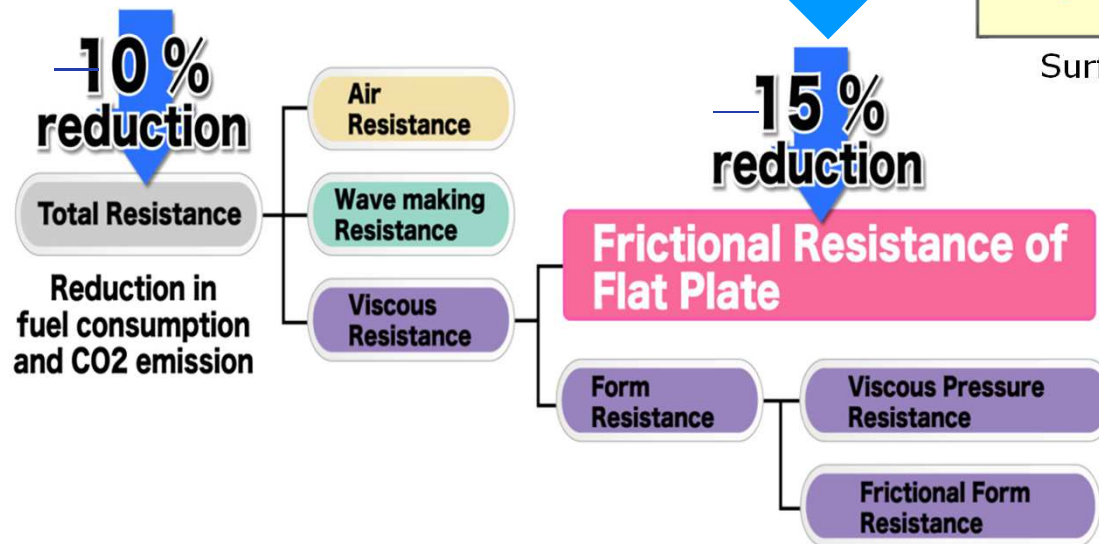 10 %
reduction
Total Resistance
Reduction in
fuel consumption
and CO2 emission
Air
Resistance
Wave making
Resistance
Viscous
Resistance
15 %
reduction
Frictional Resistance of
Flat Plate
Form
Resistance
Viscous Pressure
Resistance
Frictional Form
Resistance